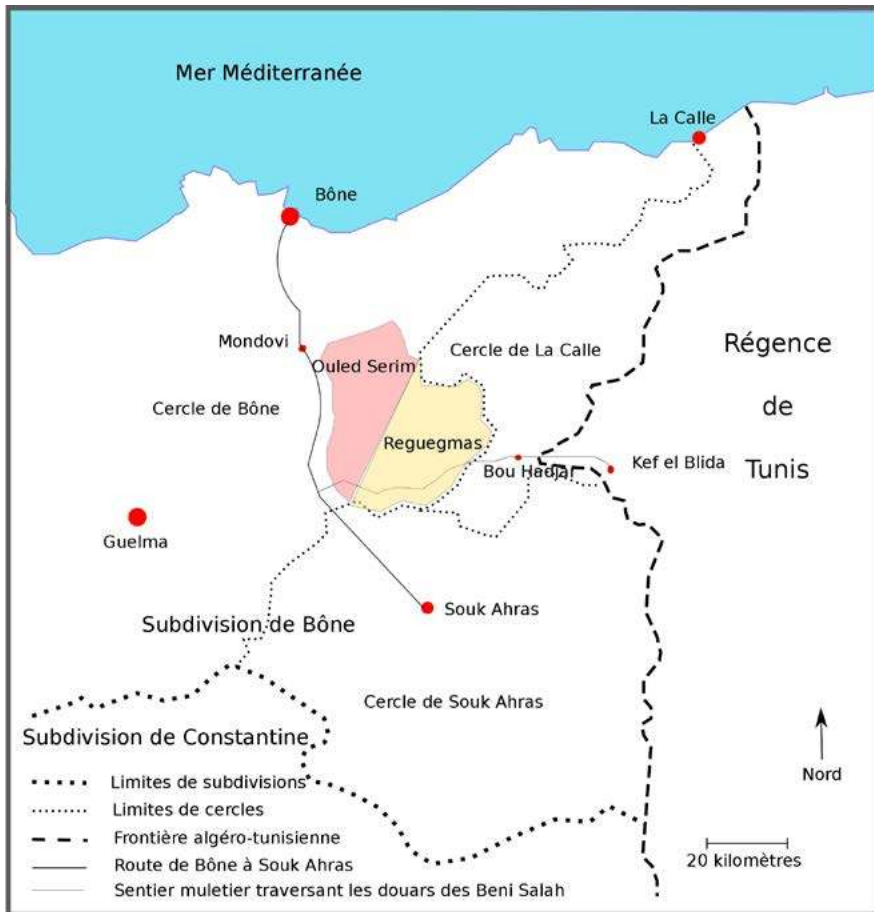 Mer Méditerranée
La Calle
Bône
Mondovi
Ouled Serim
Cercle de La Calle
Régence
de
Tunis
Cercle de Bône
Reguegmas
Bou Hadjar
Kef el Blida
Guelma
Souk Ahras
Subdivision de Bône
Cercle de Souk Ahras
Subdivision de Constantine
Limites de subdivisions
Limites de cercles
Frontière algéro-tunisienne
Route de Bône à Souk Ahras
Sentier muletier traversant les douars des Beni Salah
Nord
20 kilomètres